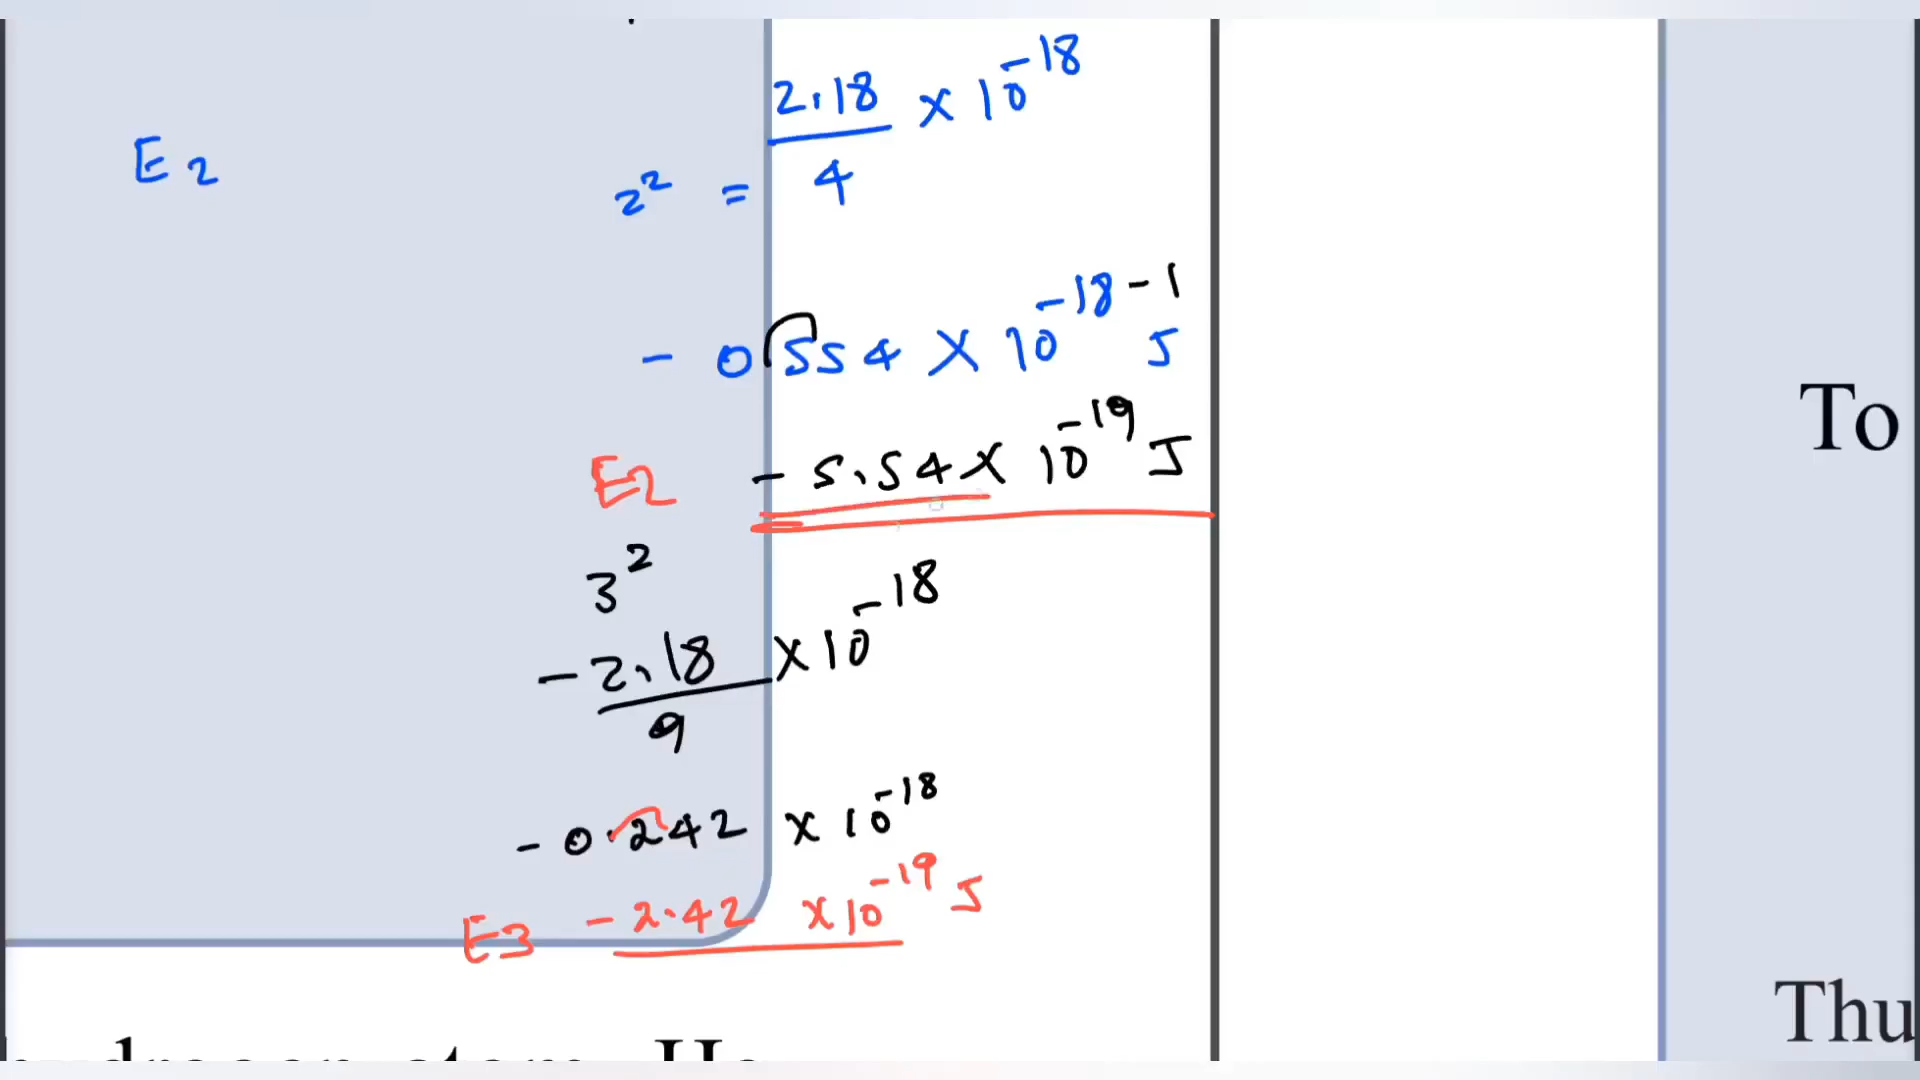 2.18 × 10^-18
E2
2^2 = 4
- 0.554 × 10^-18-1 J
E2 - 5.54 × 10^-19 J
To
3^2
- 2.18 × 10^-18
9
- 0.242 × 10^-18
E3 - 2.42 × 10^-19 J
Thu